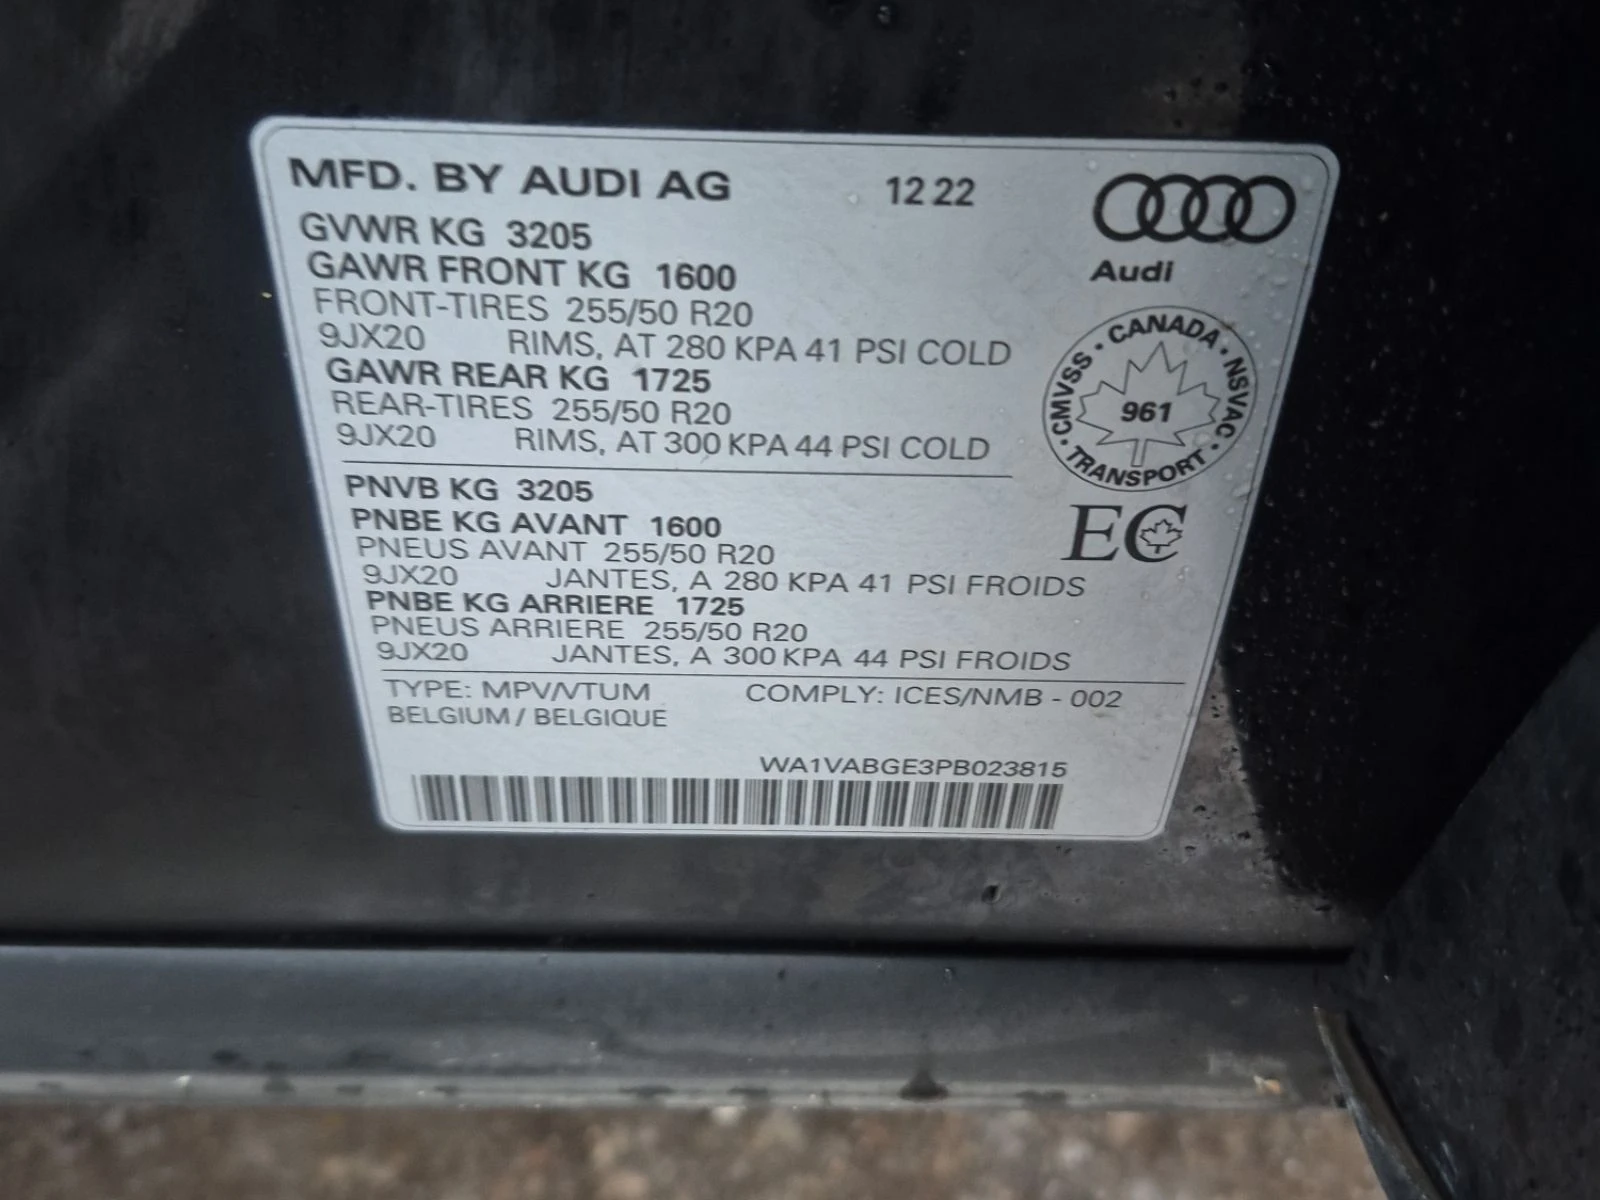 MFD. BY AUDI AG 12 22
Audi
GVWR KG 3205
GAWR FRONT KG 1600
FRONT-TIRES 255/50 R20
9JX20 RIMS, AT 280 KPA 41 PSI COLD
GAWR REAR KG 1725
REAR-TIRES 255/50 R20
9JX20 RIMS, AT 300 KPA 44 PSI COLD
CMVSS · CANADA · NSVAC · TRANSPORT ·
961
EC
PNVB KG 3205
PNBE KG AVANT 1600
PNEUS AVANT 255/50 R20
9JX20 JANTES, A 280 KPA 41 PSI FROIDS
PNBE KG ARRIERE 1725
PNEUS ARRIERE 255/50 R20
9JX20 JANTES, A 300 KPA 44 PSI FROIDS
TYPE: MPV/VTUM COMPLY: ICES/NMB - 002
BELGIUM / BELGIQUE
WA1VABGE3PB023815